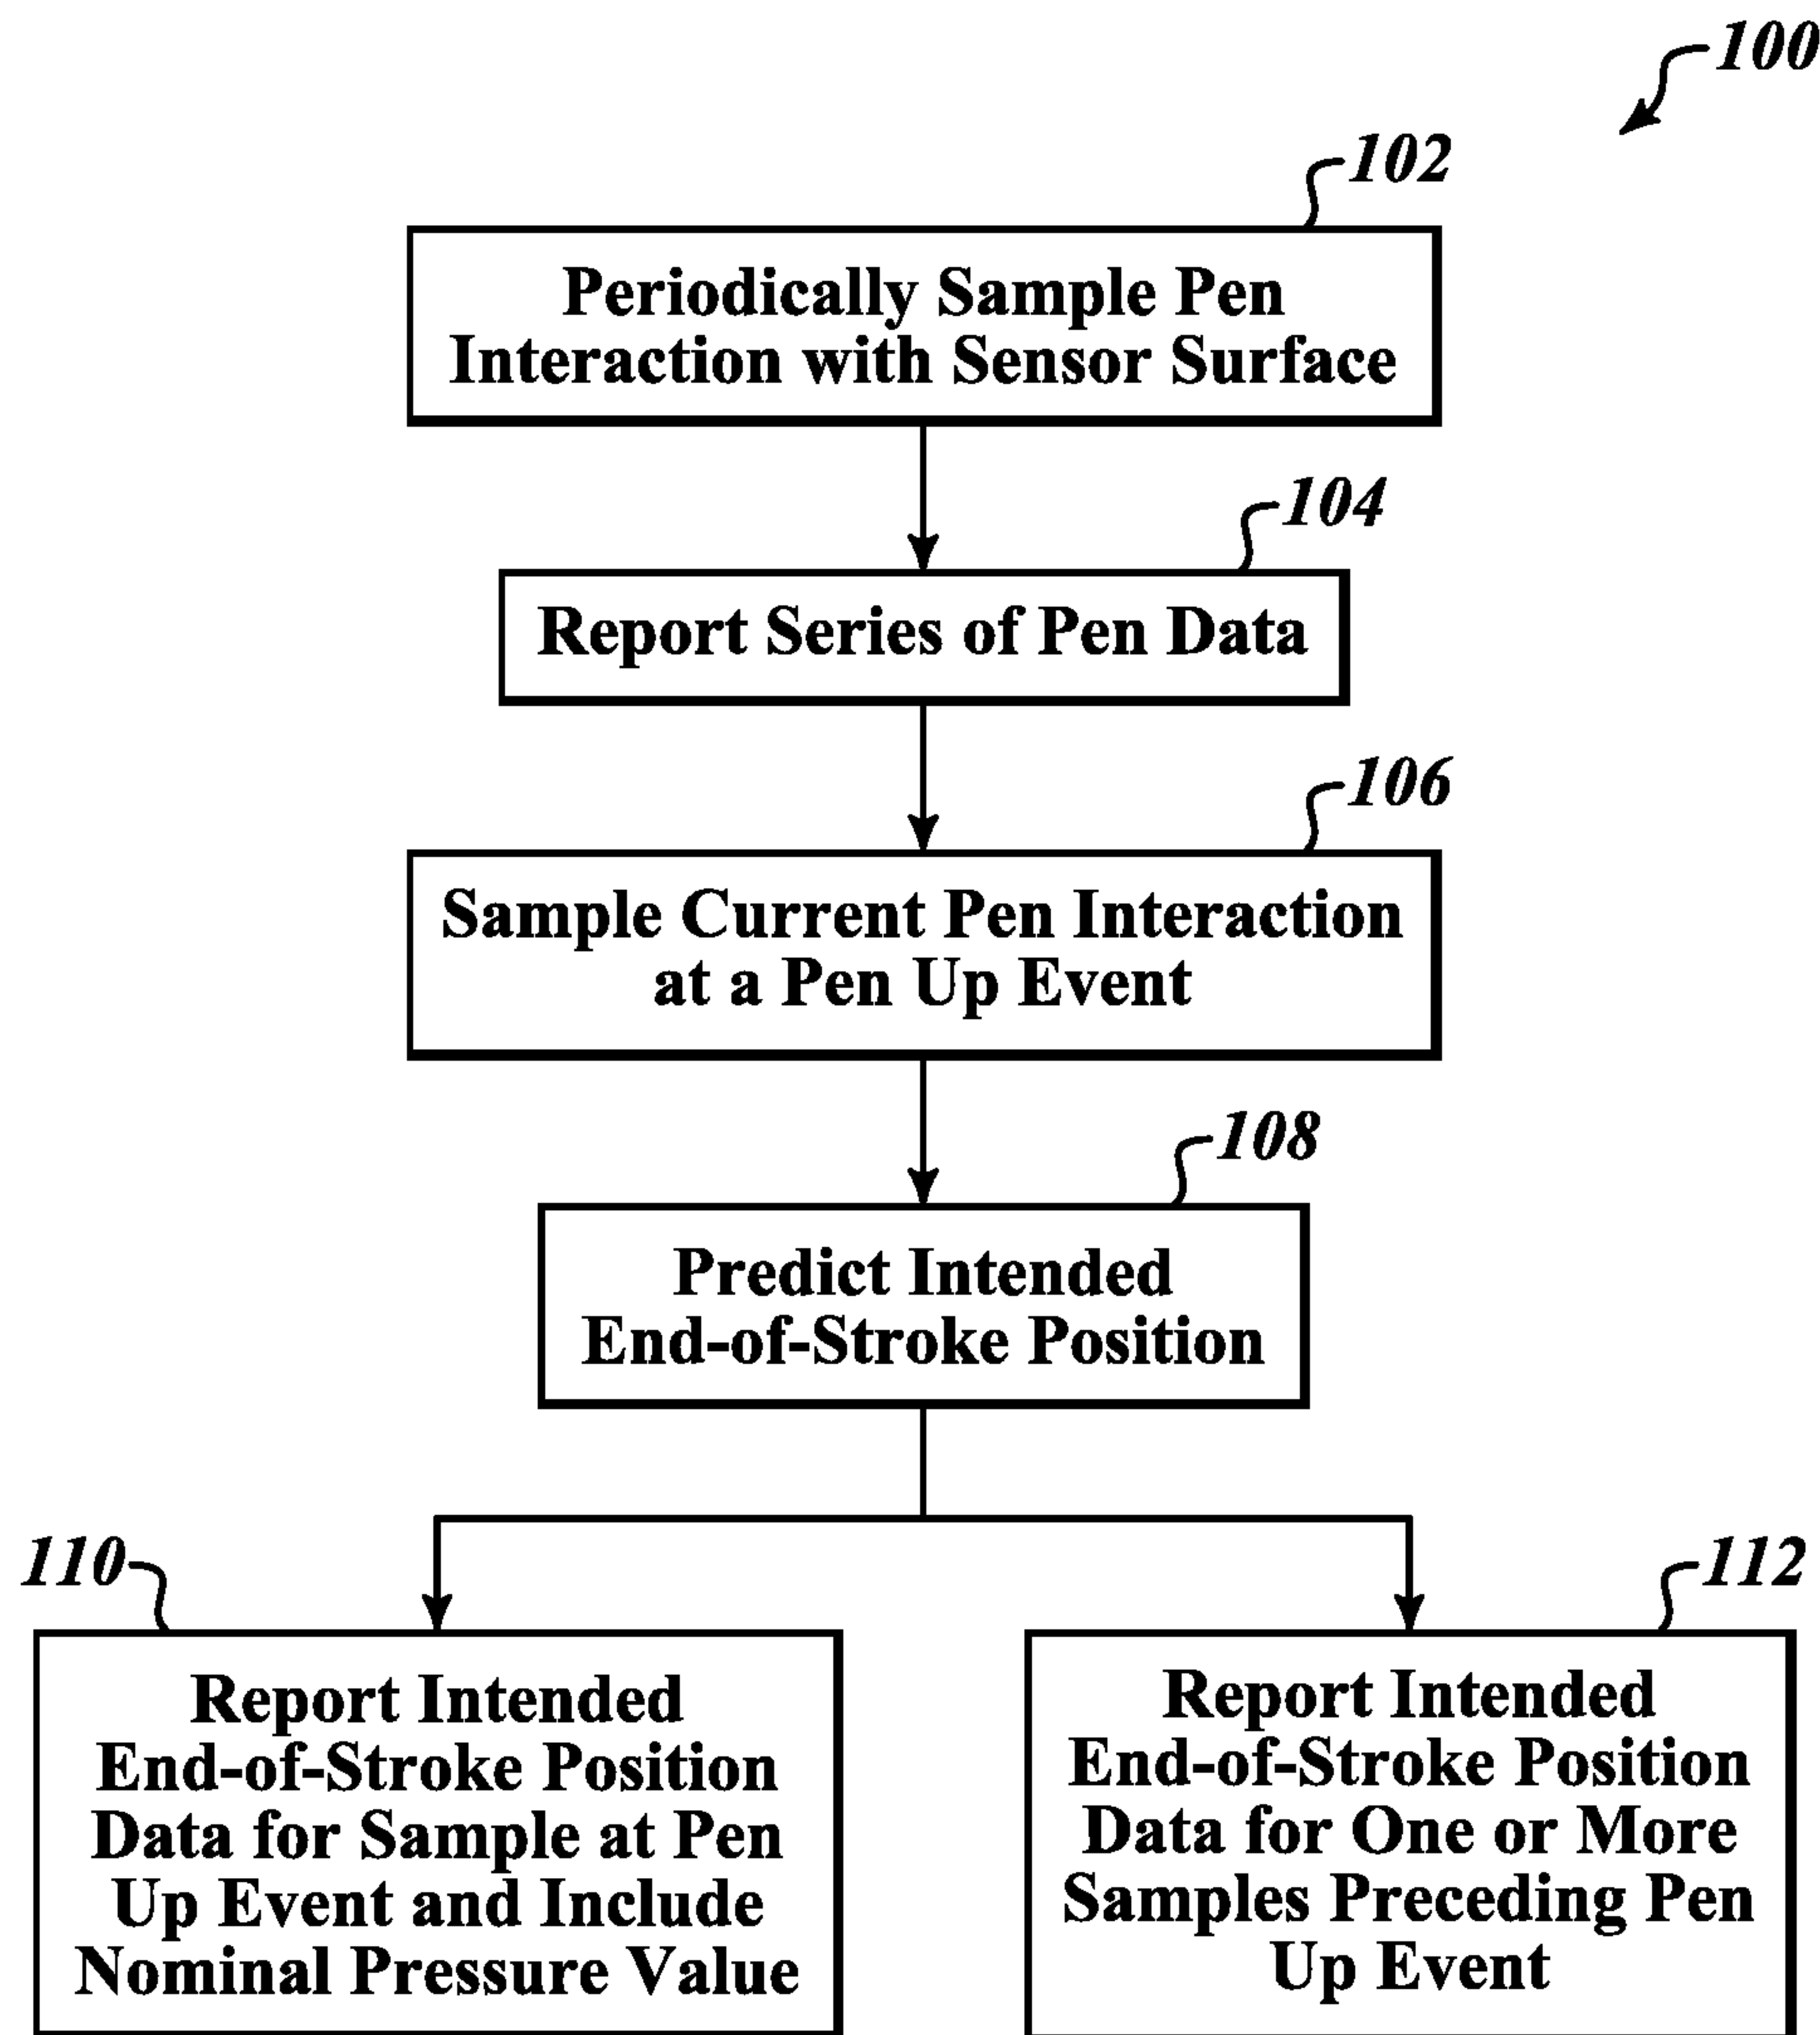 100
102
Periodically Sample Pen
Interaction with Sensor Surface
104
Report Series of Pen Data
106
Sample Current Pen Interaction
at a Pen Up Event
108
Predict Intended
End-of-Stroke Position
110
Report Intended
End-of-Stroke Position
Data for Sample at Pen
Up Event and Include
Nominal Pressure Value
112
Report Intended
End-of-Stroke Position
Data for One or More
Samples Preceding Pen
Up Event